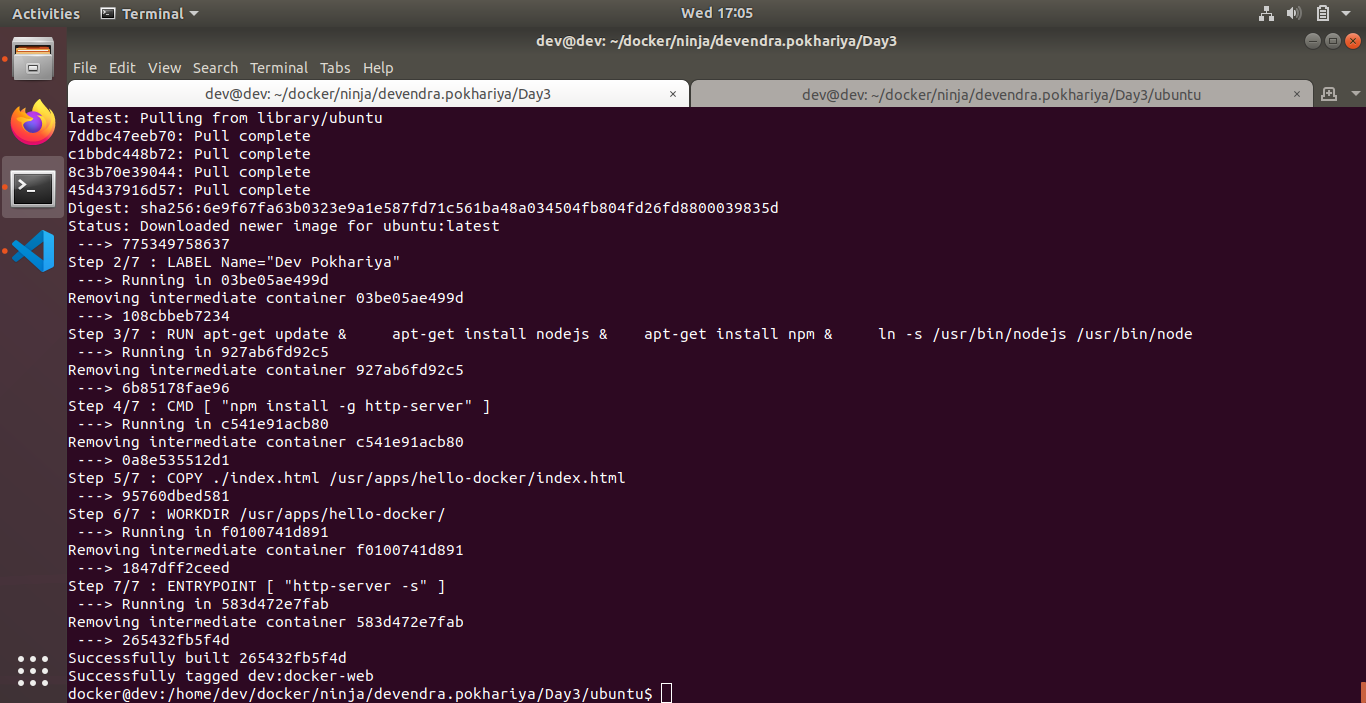 Activities Terminal Wed 17:05
dev@dev: ~/docker/ninja/devendra.pokhariya/Day3
File Edit View Search Terminal Tabs Help
dev@dev: ~/docker/ninja/devendra.pokhariya/Day3 × dev@dev: ~/docker/ninja/devendra.pokhariya/Day3/ubuntu ×
latest: Pulling from library/ubuntu
7ddbc47eeb70: Pull complete
c1bbdc448b72: Pull complete
8c3b70e39044: Pull complete
45d437916d57: Pull complete
Digest: sha256:6e9f67fa63b0323e9a1e587fd71c561ba48a034504fb804fd26fd8800039835d
Status: Downloaded newer image for ubuntu:latest
 ---> 775349758637
Step 2/7 : LABEL Name="Dev Pokhariya"
 ---> Running in 03be05ae499d
Removing intermediate container 03be05ae499d
 ---> 108cbbeb7234
Step 3/7 : RUN apt-get update &     apt-get install nodejs &    apt-get install npm &     ln -s /usr/bin/nodejs /usr/bin/node
 ---> Running in 927ab6fd92c5
Removing intermediate container 927ab6fd92c5
 ---> 6b85178fae96
Step 4/7 : CMD [ "npm install -g http-server" ]
 ---> Running in c541e91acb80
Removing intermediate container c541e91acb80
 ---> 0a8e535512d1
Step 5/7 : COPY ./index.html /usr/apps/hello-docker/index.html
 ---> 95760dbed581
Step 6/7 : WORKDIR /usr/apps/hello-docker/
 ---> Running in f0100741d891
Removing intermediate container f0100741d891
 ---> 1847dff2ceed
Step 7/7 : ENTRYPOINT [ "http-server -s" ]
 ---> Running in 583d472e7fab
Removing intermediate container 583d472e7fab
 ---> 265432fb5f4d
Successfully built 265432fb5f4d
Successfully tagged dev:docker-web
docker@dev:/home/dev/docker/ninja/devendra.pokhariya/Day3/ubuntu$